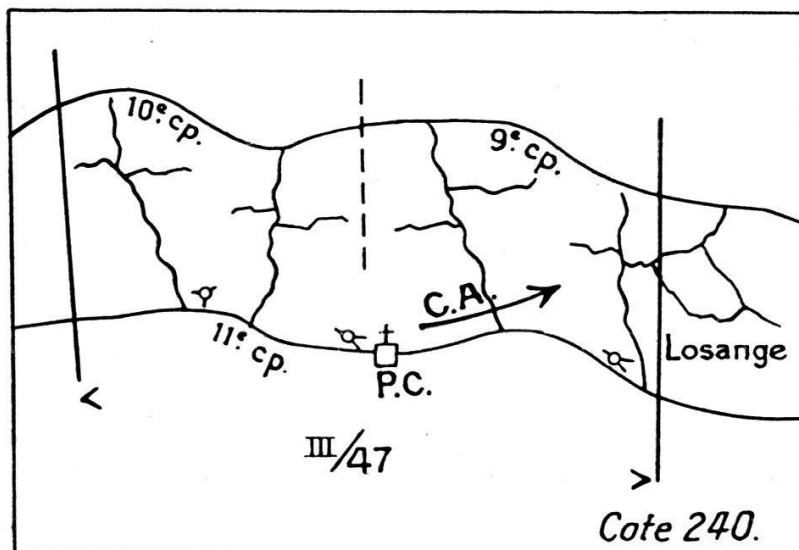 10e. cp.
9e. cp.
C.A.
11e. cp.
P.C.
Losange
III/47
Cote 240.